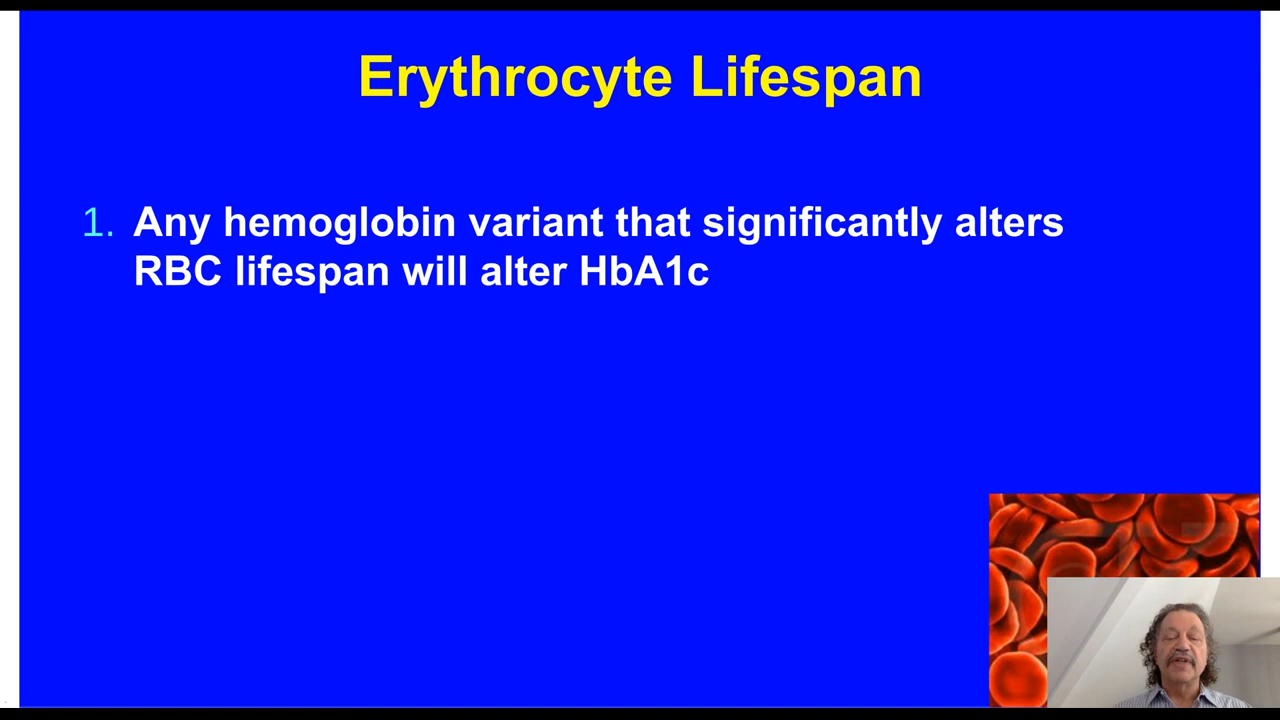 Erythrocyte Lifespan
1. Any hemoglobin variant that significantly alters
RBC lifespan will alter HbA1c